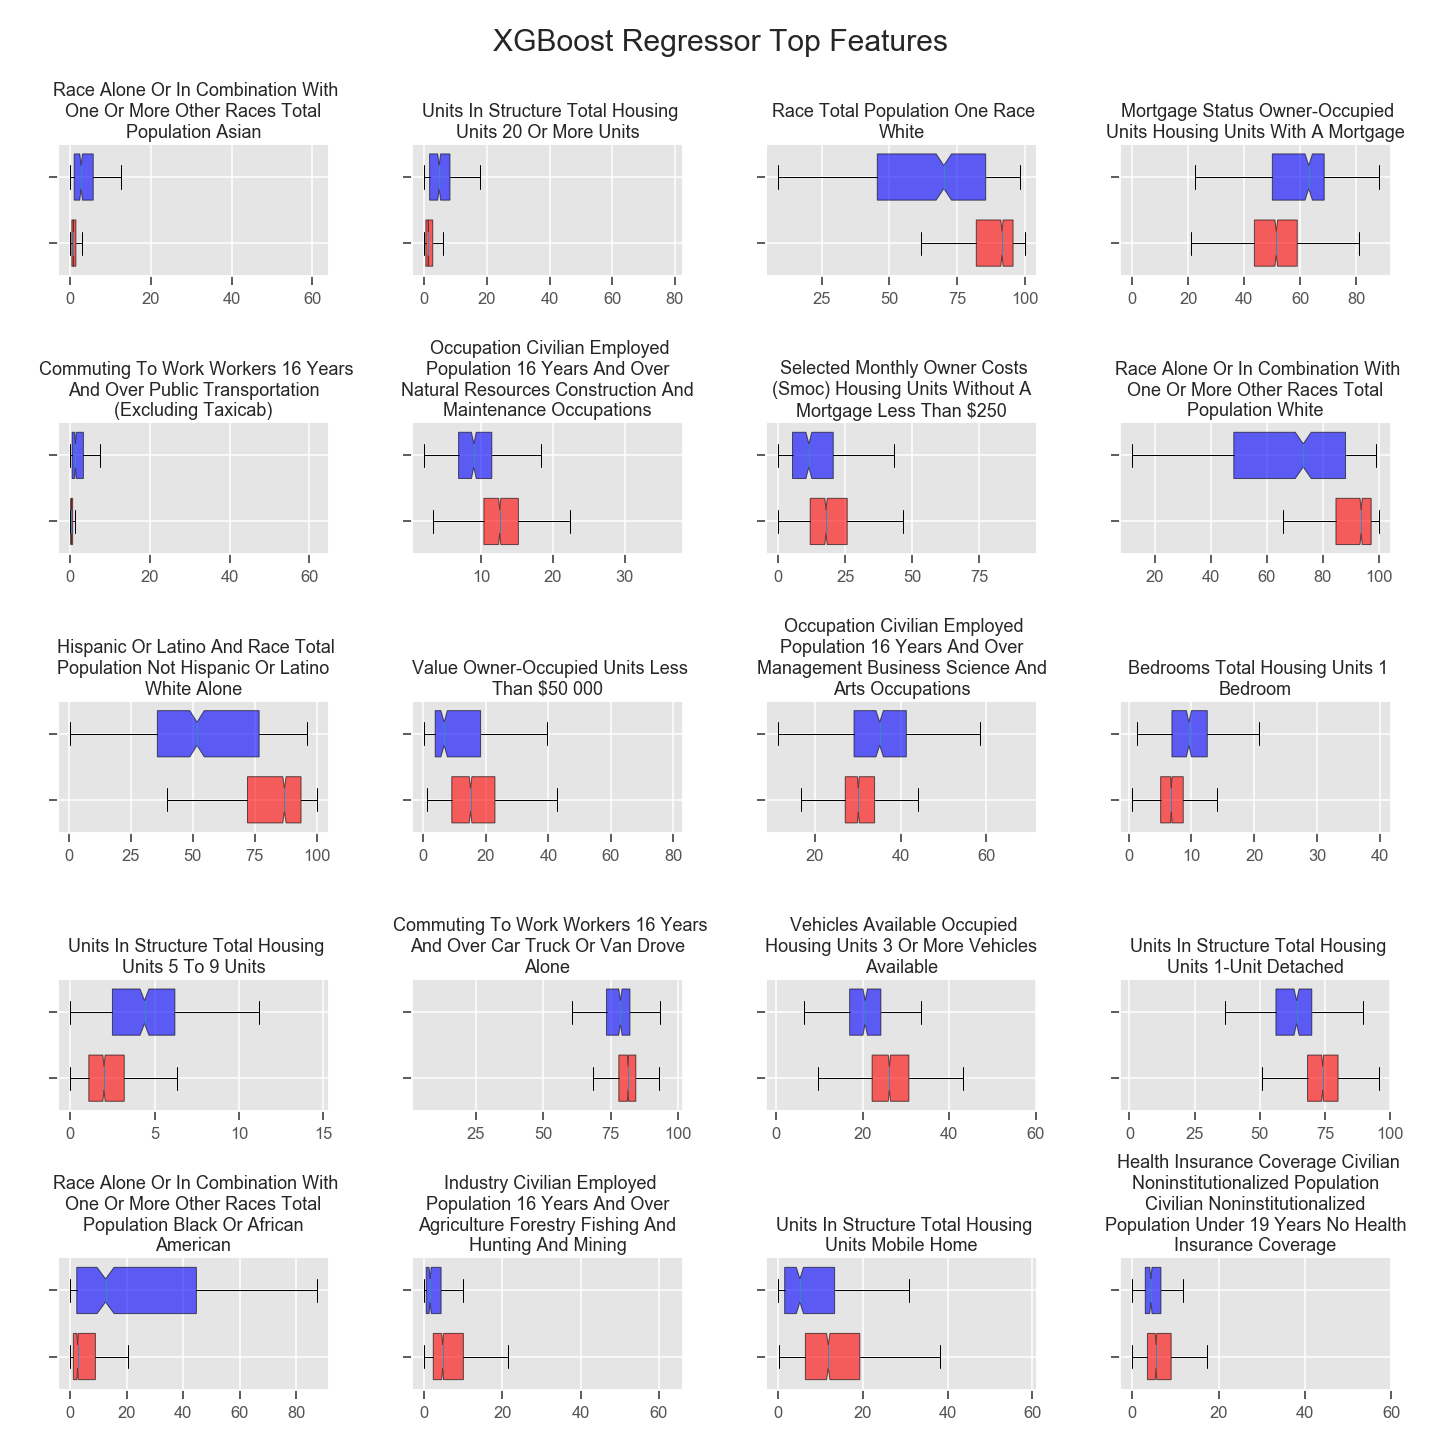 XGBoost Regressor Top Features
Race Alone Or In Combination With
One Or More Other Races Total
Population Asian
0 20 40 60
Units In Structure Total Housing
Units 20 Or More Units
0 20 40 60 80
Race Total Population One Race
White
25 50 75 100
Mortgage Status Owner-Occupied
Units Housing Units With A Mortgage
0 20 40 60 80
Commuting To Work Workers 16 Years
And Over Public Transportation
(Excluding Taxicab)
0 20 40 60
Occupation Civilian Employed
Population 16 Years And Over
Natural Resources Construction And
Maintenance Occupations
10 20 30
Selected Monthly Owner Costs
(Smoc) Housing Units Without A
Mortgage Less Than $250
0 25 50 75
Race Alone Or In Combination With
One Or More Other Races Total
Population White
20 40 60 80 100
Hispanic Or Latino And Race Total
Population Not Hispanic Or Latino
White Alone
0 25 50 75 100
Value Owner-Occupied Units Less
Than $50 000
0 20 40 60 80
Occupation Civilian Employed
Population 16 Years And Over
Management Business Science And
Arts Occupations
20 40 60
Bedrooms Total Housing Units 1
Bedroom
0 10 20 30 40
Units In Structure Total Housing
Units 5 To 9 Units
0 5 10 15
Commuting To Work Workers 16 Years
And Over Car Truck Or Van Drove
Alone
25 50 75 100
Vehicles Available Occupied
Housing Units 3 Or More Vehicles
Available
0 20 40 60
Units In Structure Total Housing
Units 1-Unit Detached
0 25 50 75 100
Race Alone Or In Combination With
One Or More Other Races Total
Population Black Or African
American
0 20 40 60 80
Industry Civilian Employed
Population 16 Years And Over
Agriculture Forestry Fishing And
Hunting And Mining
0 20 40 60
Units In Structure Total Housing
Units Mobile Home
0 20 40 60
Health Insurance Coverage Civilian
Noninstitutionalized Population
Civilian Noninstitutionalized
Population Under 19 Years No Health
Insurance Coverage
0 20 40 60